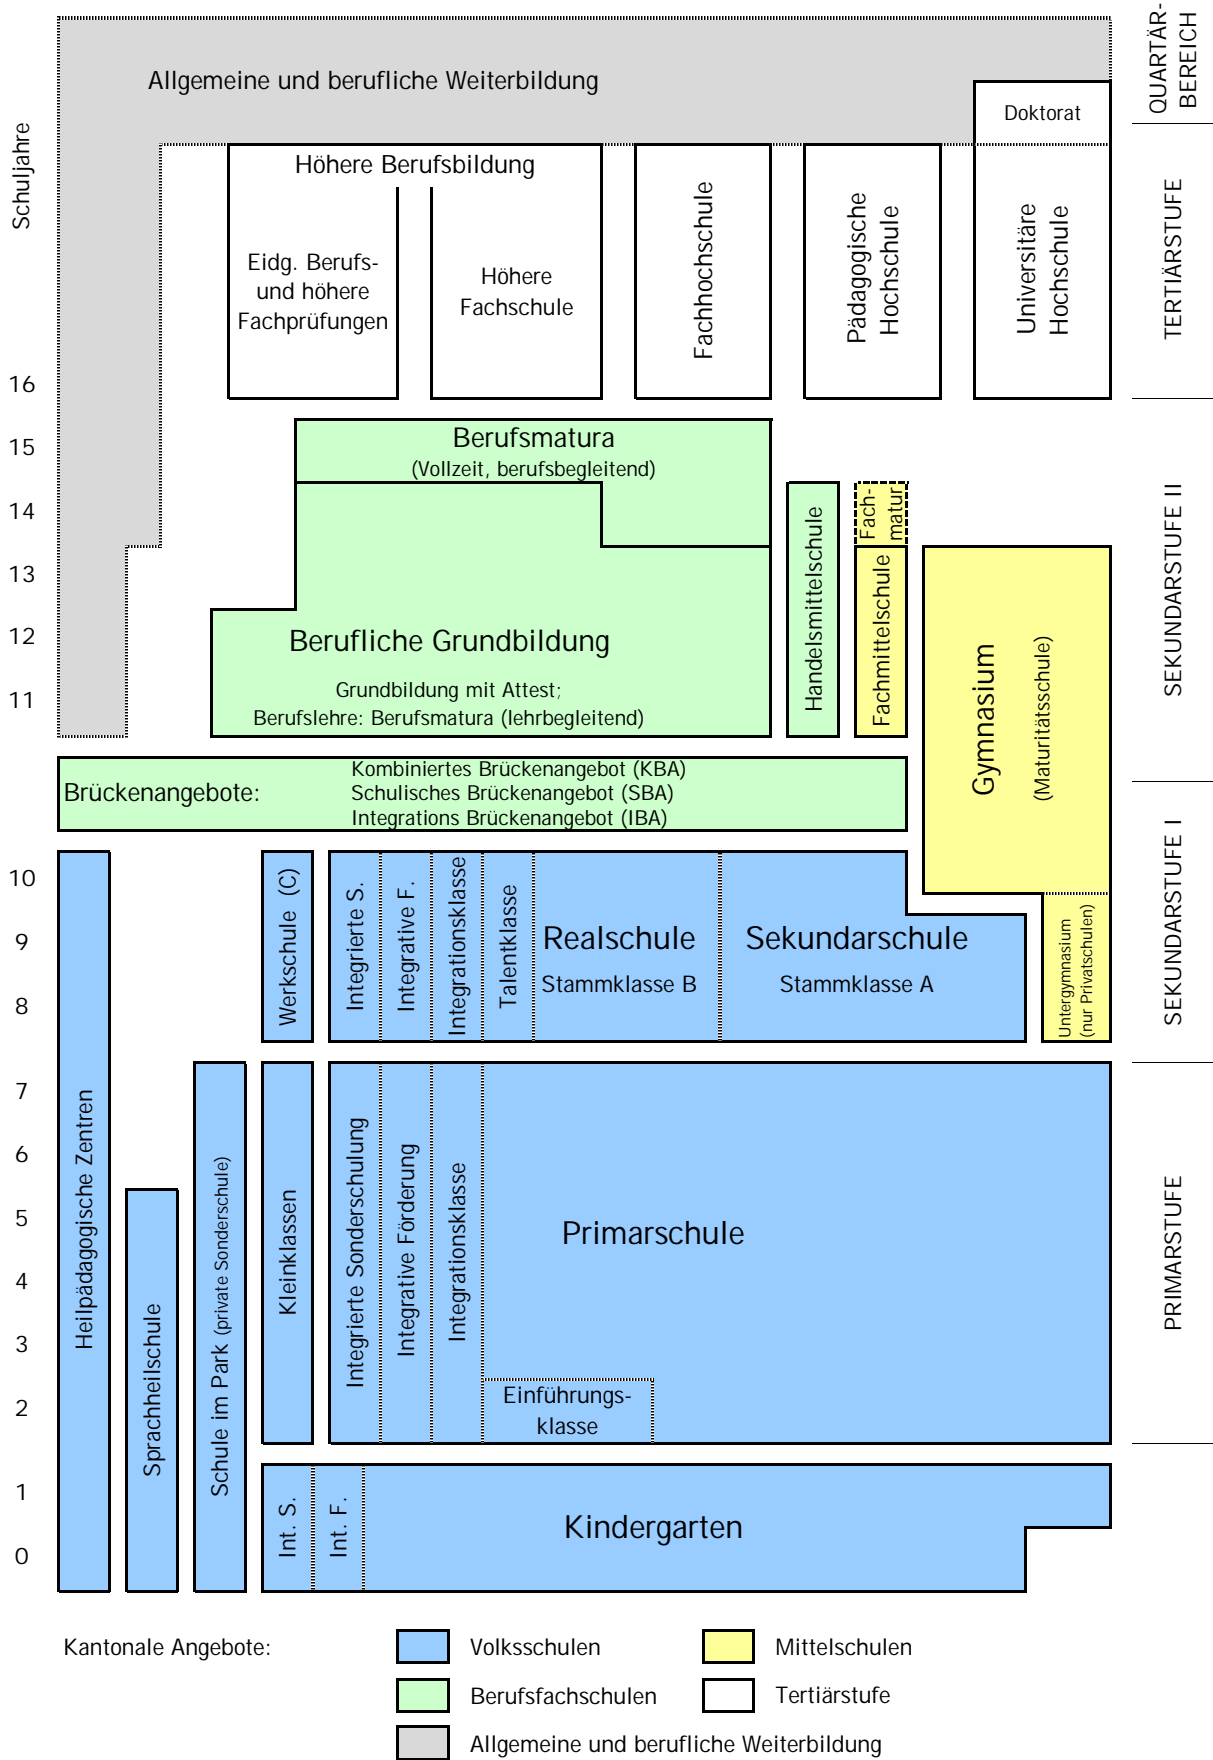 QUARTÄR-
BEREICH
Allgemeine und berufliche Weiterbildung
Doktorat
Schuljahre
Höhere Berufsbildung
Eidg. Berufs-
und höhere
Fachprüfungen
Höhere
Fachschule
Fachhochschule
Pädagogische
Hochschule
Universitäre
Hochschule
TERTIÄRSTUFE
16
15
Berufsmatura
(Vollzeit, berufsbegleitend)
14
13
12
11
Berufliche Grundbildung
Grundbildung mit Attest;
Berufslehre: Berufsmatura (lehrbegleitend)
Handelsmittelschule
Fach-
matur
Fachmittelschule
Gymnasium
(Maturitätsschule)
SEKUNDARSTUFE II
Brückenangebote:
Kombiniertes Brückenangebot (KBA)
Schulisches Brückenangebot (SBA)
Integrations Brückenangebot (IBA)
10
9
8
Werkschule (C)
Integrierte S.
Integrative F.
Integrationsklasse
Talentklasse
Realschule
Stammklasse B
Sekundarschule
Stammklasse A
Untergymnasium
(nur Privatschulen)
SEKUNDARSTUFE I
7
6
5
4
3
2
Heilpädagogische Zentren
Sprachheilschule
Schule im Park (private Sonderschule)
Kleinklassen
Integrierte Sonderschulung
Integrative Förderung
Integrationsklasse
Primarschule
Einführungs-
klasse
PRIMARSTUFE
1
0
Int. S.
Int. F.
Kindergarten
Kantonale Angebote:
Volksschulen
Mittelschulen
Berufsfachschulen
Tertiärstufe
Allgemeine und berufliche Weiterbildung